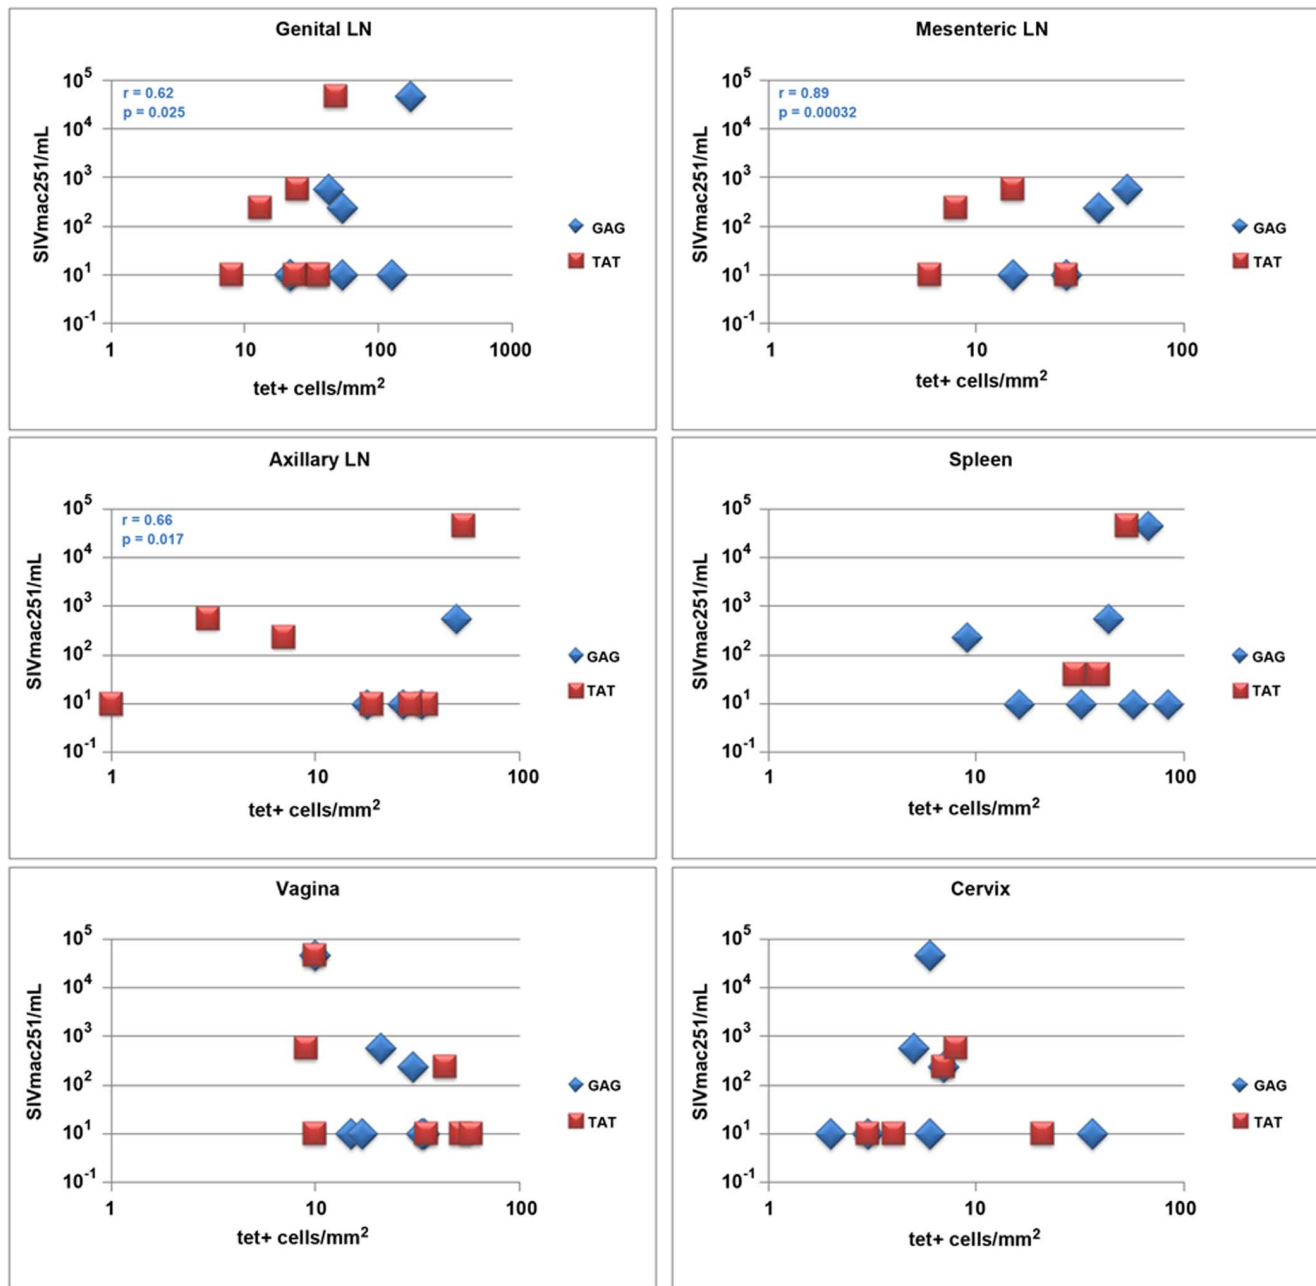 Genital LN
r = 0.62
p = 0.025
SIVmac251/mL
10^5
10^4
10^3
10^2
10^1
10^-1
1 10 100 1000
tet+ cells/mm^2
GAG
TAT
Mesenteric LN
r = 0.89
p = 0.00032
SIVmac251/mL
10^5
10^4
10^3
10^2
10^1
10^-1
1 10 100
tet+ cells/mm^2
GAG
TAT
Axillary LN
r = 0.66
p = 0.017
SIVmac251/mL
10^5
10^4
10^3
10^2
10^1
10^-1
1 10 100
tet+ cells/mm^2
GAG
TAT
Spleen
SIVmac251/mL
10^5
10^4
10^3
10^2
10^1
10^-1
1 10 100
tet+ cells/mm^2
GAG
TAT
Vagina
SIVmac251/mL
10^5
10^4
10^3
10^2
10^1
10^-1
1 10 100
tet+ cells/mm^2
GAG
TAT
Cervix
SIVmac251/mL
10^5
10^4
10^3
10^2
10^1
10^-1
1 10 100
tet+ cells/mm^2
GAG
TAT